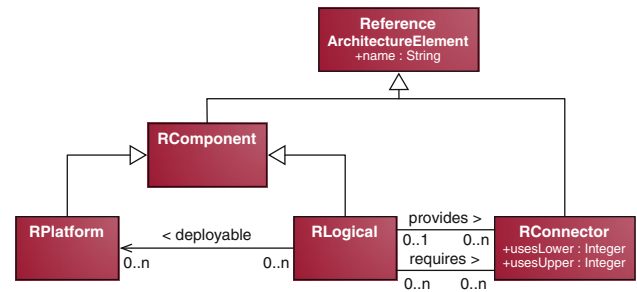 Reference
ArchitectureElement
+name : String
RComponent
RPlatform
< deployable
0..n
0..n
RLogical
provides >
0..1
0..n
requires >
0..n
0..n
RConnector
+usesLower : Integer
+usesUpper : Integer